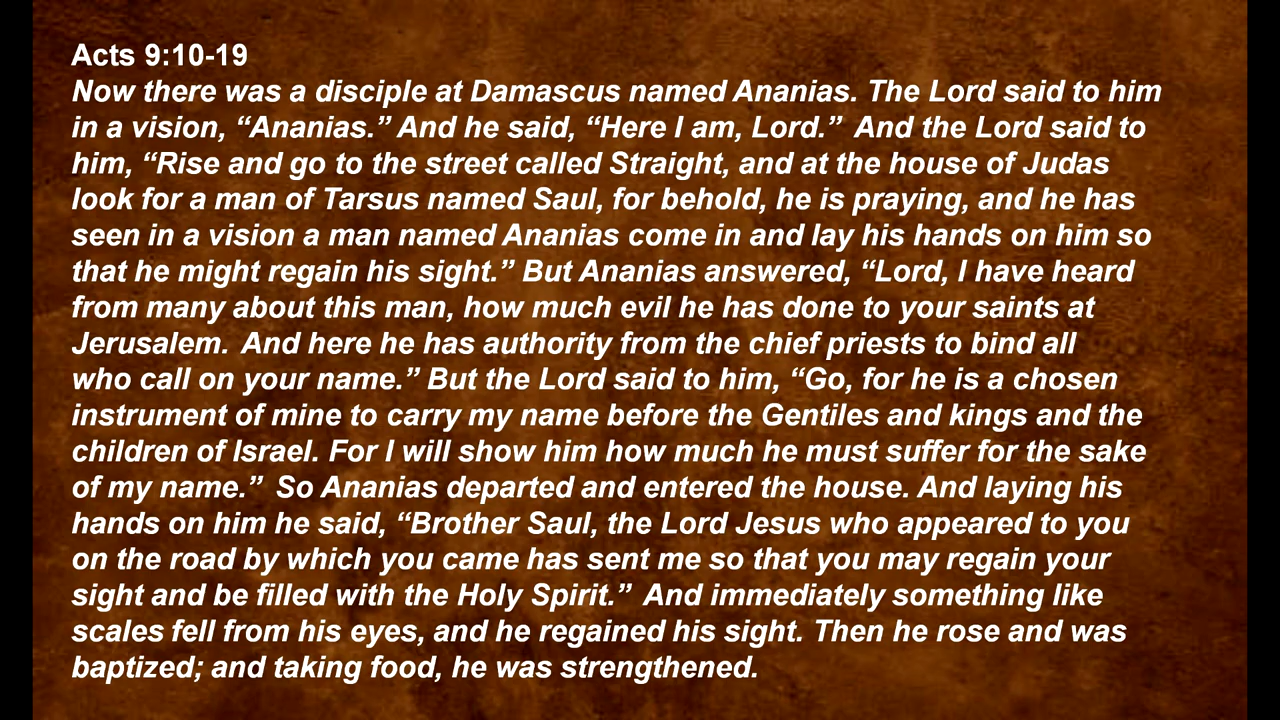 Acts 9:10-19
Now there was a disciple at Damascus named Ananias. The Lord said to him
in a vision, “Ananias.” And he said, “Here I am, Lord.”  And the Lord said to
him, “Rise and go to the street called Straight, and at the house of Judas
look for a man of Tarsus named Saul, for behold, he is praying, and he has
seen in a vision a man named Ananias come in and lay his hands on him so
that he might regain his sight.” But Ananias answered, “Lord, I have heard
from many about this man, how much evil he has done to your saints at
Jerusalem.  And here he has authority from the chief priests to bind all
who call on your name.” But the Lord said to him, “Go, for he is a chosen
instrument of mine to carry my name before the Gentiles and kings and the
children of Israel. For I will show him how much he must suffer for the sake
of my name.”  So Ananias departed and entered the house. And laying his
hands on him he said, “Brother Saul, the Lord Jesus who appeared to you
on the road by which you came has sent me so that you may regain your
sight and be filled with the Holy Spirit.”  And immediately something like
scales fell from his eyes, and he regained his sight. Then he rose and was
baptized; and taking food, he was strengthened.